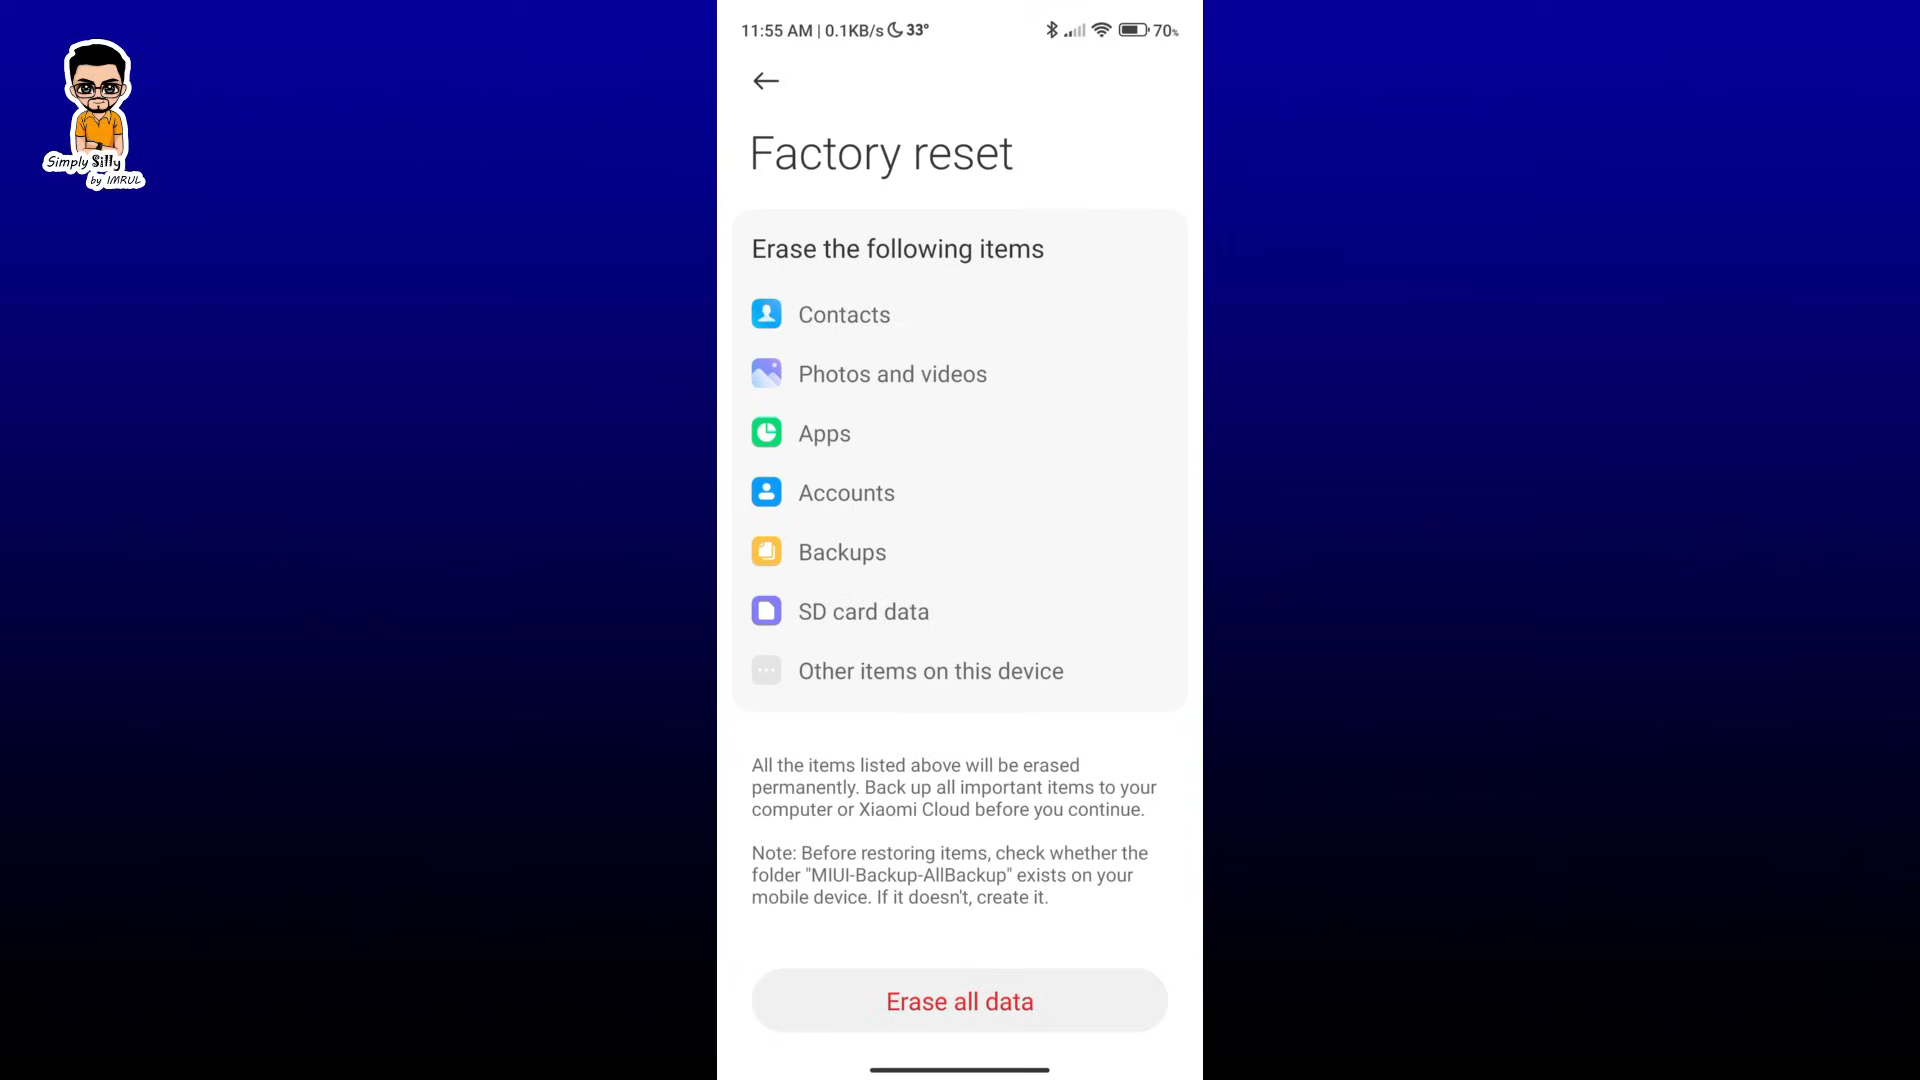 Simply Silly
by IMRUL
11:55 AM | 0.1KB/s 33° 70%
Factory reset
Erase the following items
Contacts
Photos and videos
Apps
Accounts
Backups
SD card data
Other items on this device
All the items listed above will be erased
permanently. Back up all important items to your
computer or Xiaomi Cloud before you continue.
Note: Before restoring items, check whether the
folder "MIUI-Backup-AllBackup" exists on your
mobile device. If it doesn't, create it.
Erase all data